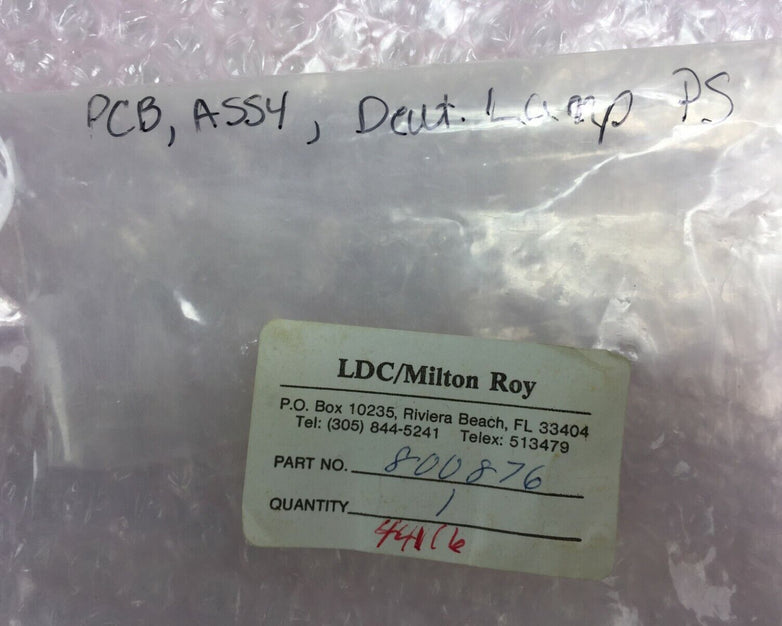 PCB, ASSY, Deut. Lamp PS
LDC/Milton Roy
P.O. Box 10235, Riviera Beach, FL 33404
Tel: (305) 844-5241 Telex: 513479
PART NO. 800876
QUANTITY 1